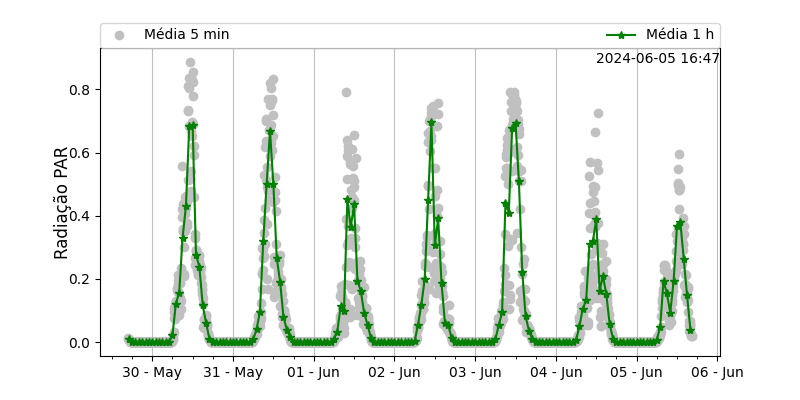 Média 5 min
Média 1 h
2024-06-05 16:47
Radiação PAR
0.8
0.6
0.4
0.2
0.0
30 - May
31 - May
01 - Jun
02 - Jun
03 - Jun
04 - Jun
05 - Jun
06 - Jun